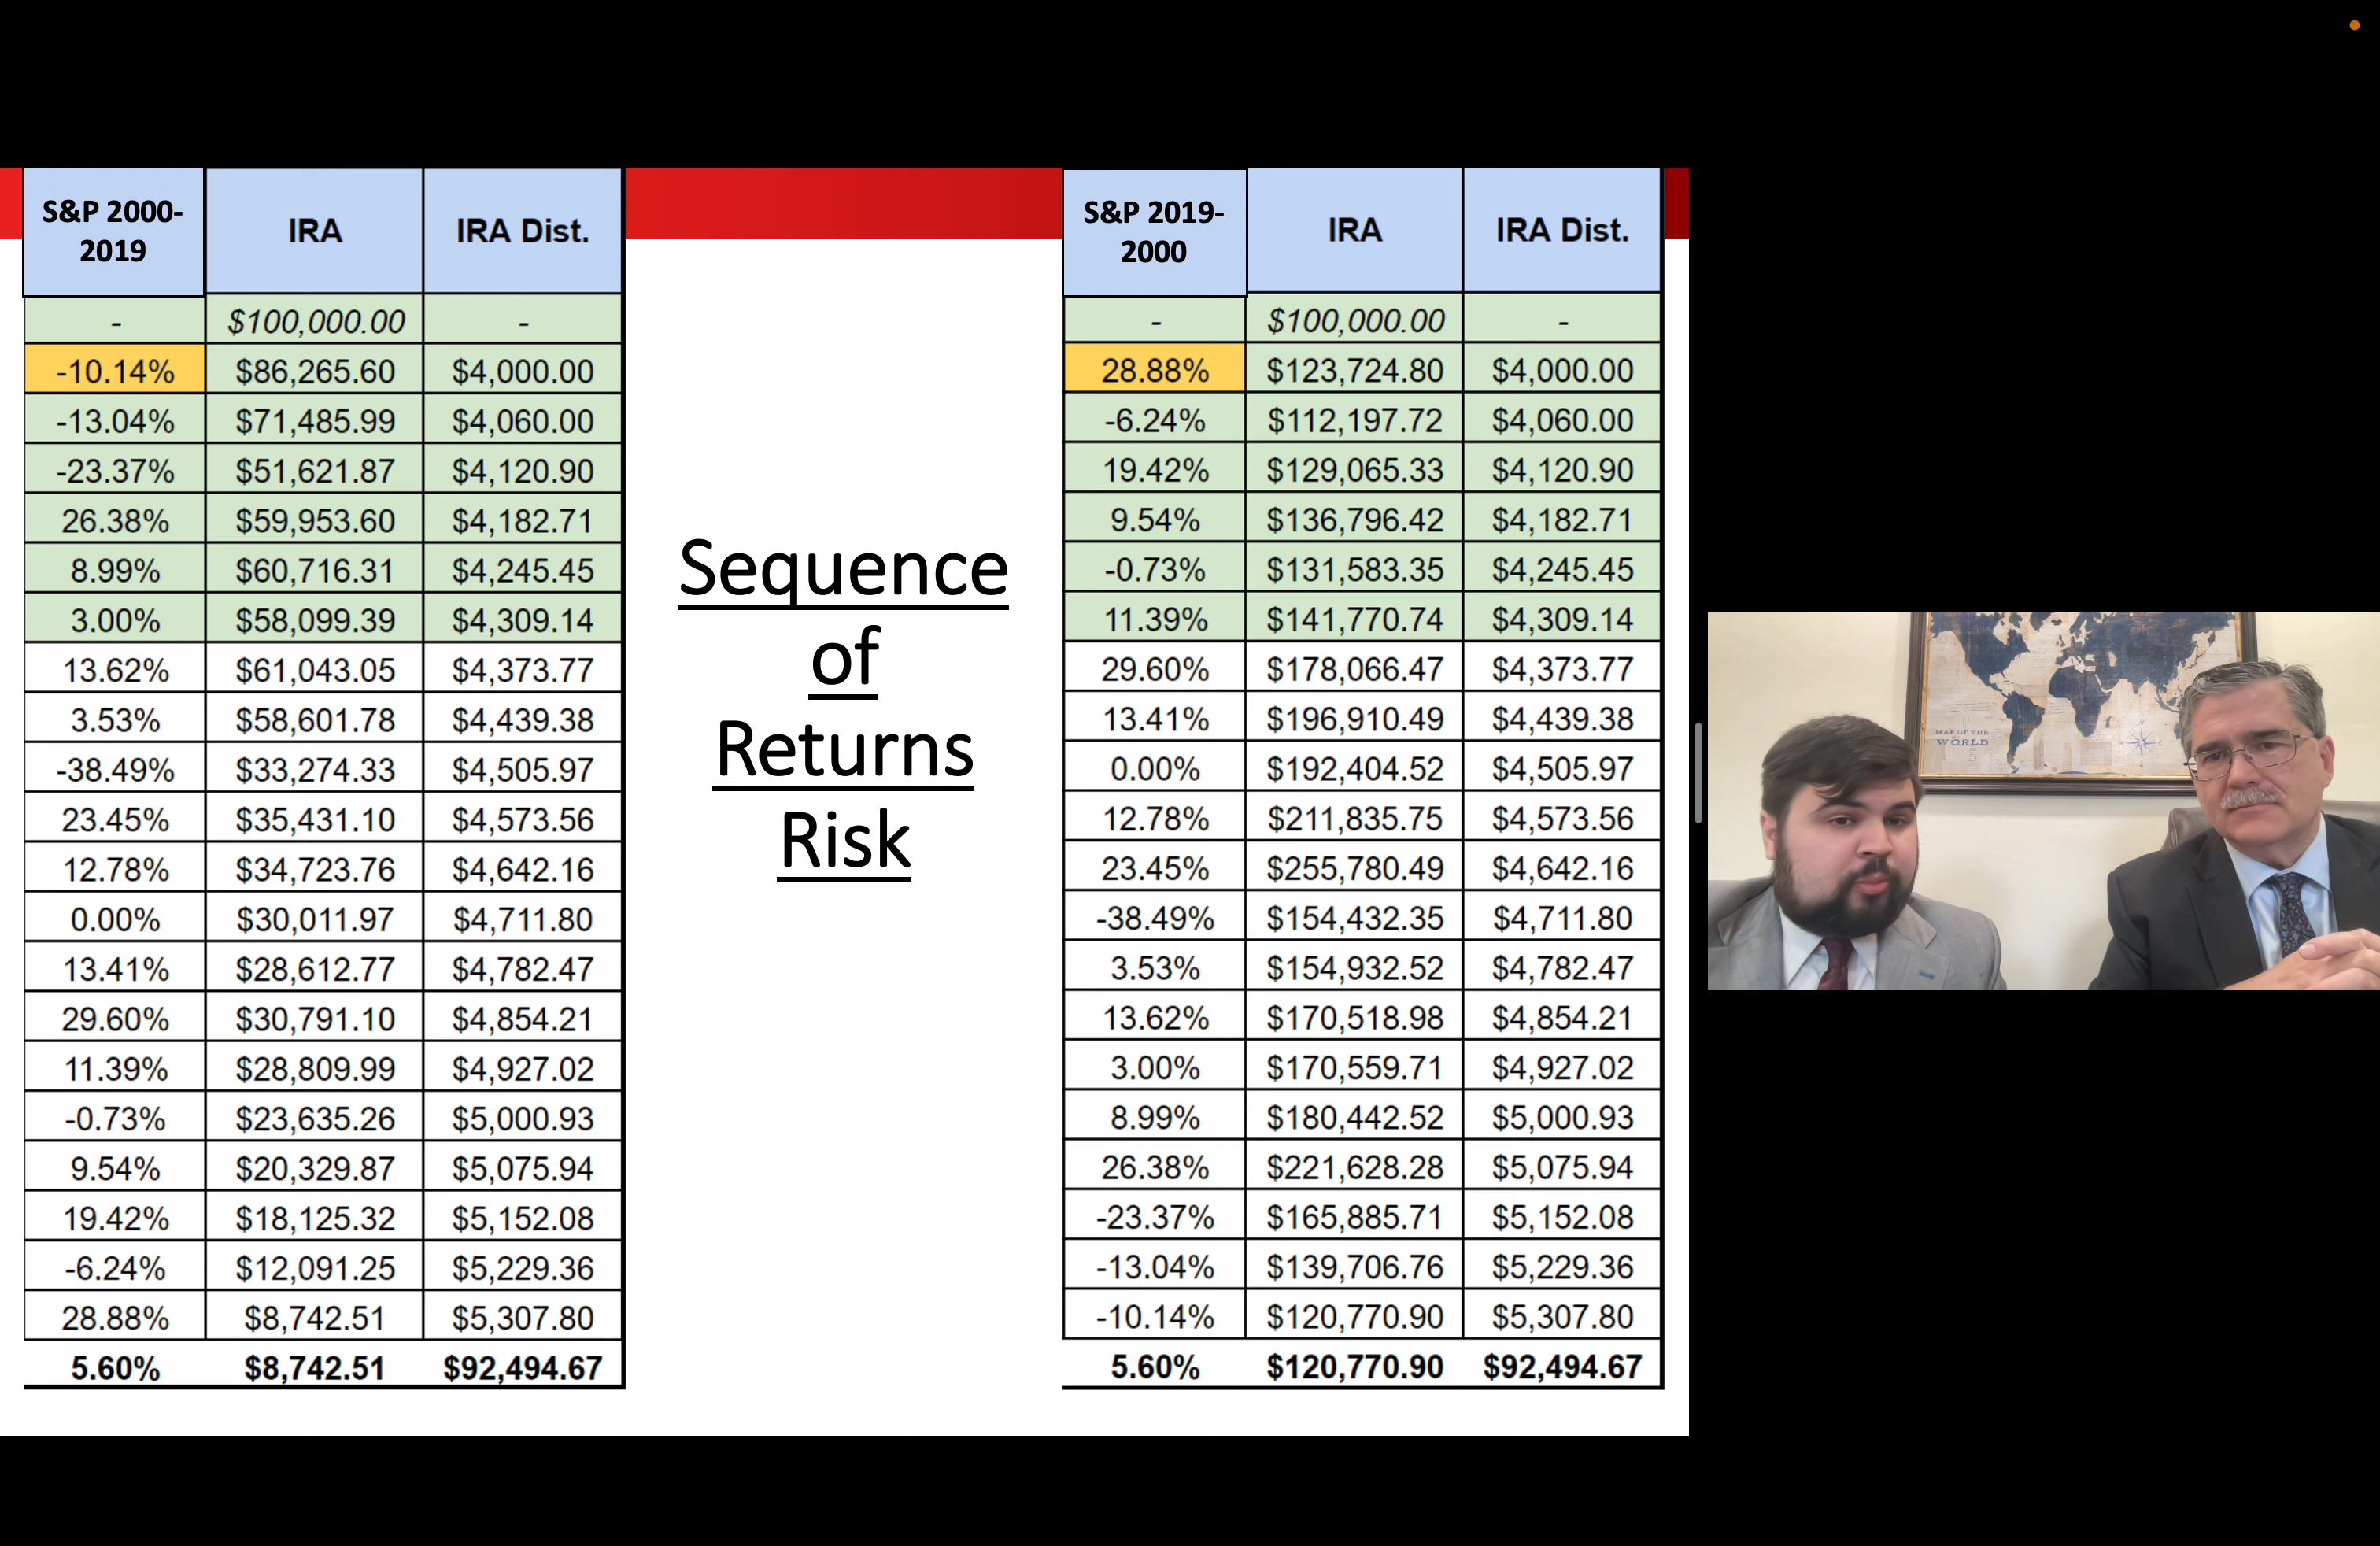 S&P 2000-
2019
IRA
IRA Dist.
-
$100,000.00
-
-10.14% $86,265.60 $4,000.00
-13.04% $71,485.99 $4,060.00
-23.37% $51,621.87 $4,120.90
26.38% $59,953.60 $4,182.71
8.99% $60,716.31 $4,245.45
3.00% $58,099.39 $4,309.14
13.62% $61,043.05 $4,373.77
3.53% $58,601.78 $4,439.38
-38.49% $33,274.33 $4,505.97
23.45% $35,431.10 $4,573.56
12.78% $34,723.76 $4,642.16
0.00% $30,011.97 $4,711.80
13.41% $28,612.77 $4,782.47
29.60% $30,791.10 $4,854.21
11.39% $28,809.99 $4,927.02
-0.73% $23,635.26 $5,000.93
9.54% $20,329.87 $5,075.94
19.42% $18,125.32 $5,152.08
-6.24% $12,091.25 $5,229.36
28.88% $8,742.51 $5,307.80
5.60% $8,742.51 $92,494.67
Sequence
of
Returns
Risk
S&P 2019-
2000
IRA
IRA Dist.
-
$100,000.00
-
28.88% $123,724.80 $4,000.00
-6.24% $112,197.72 $4,060.00
19.42% $129,065.33 $4,120.90
9.54% $136,796.42 $4,182.71
-0.73% $131,583.35 $4,245.45
11.39% $141,770.74 $4,309.14
29.60% $178,066.47 $4,373.77
13.41% $196,910.49 $4,439.38
0.00% $192,404.52 $4,505.97
12.78% $211,835.75 $4,573.56
23.45% $255,780.49 $4,642.16
-38.49% $154,432.35 $4,711.80
3.53% $154,932.52 $4,782.47
13.62% $170,518.98 $4,854.21
3.00% $170,559.71 $4,927.02
8.99% $180,442.52 $5,000.93
26.38% $221,628.28 $5,075.94
-23.37% $165,885.71 $5,152.08
-13.04% $139,706.76 $5,229.36
-10.14% $120,770.90 $5,307.80
5.60% $120,770.90 $92,494.67
MAP OF THE
WORLD